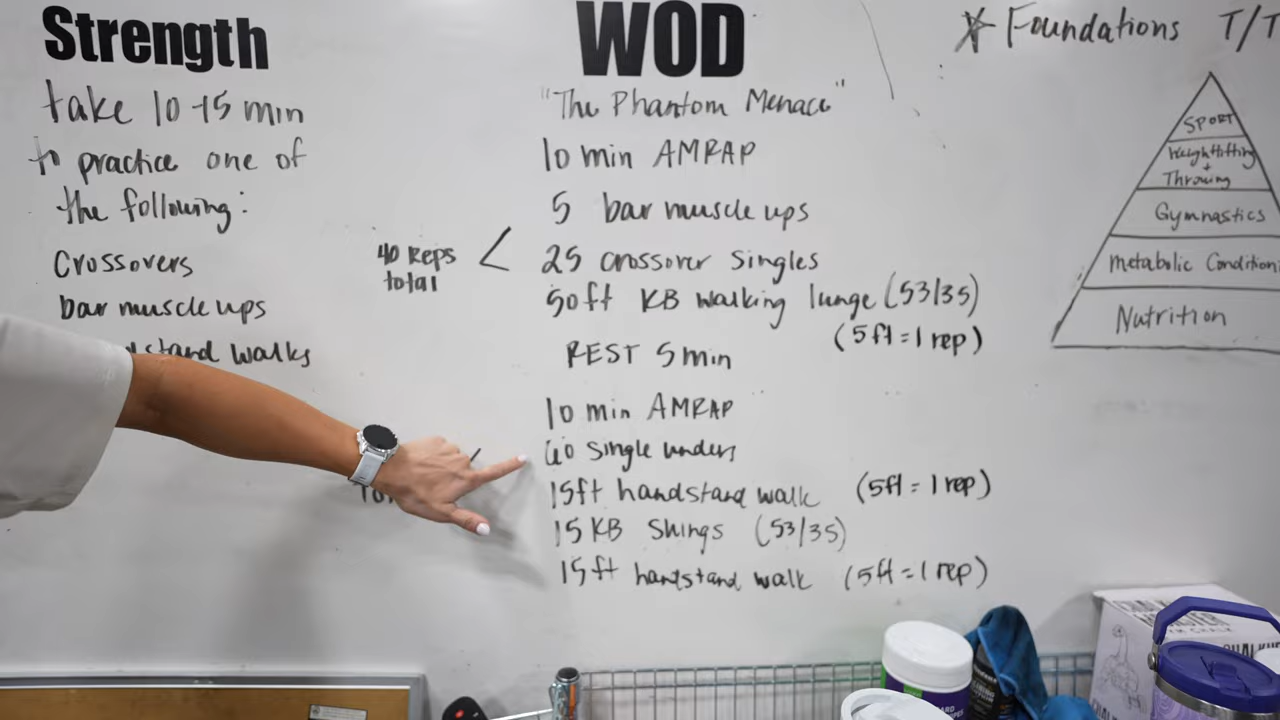 Strength
take 10-15 min
to practice one of
the following:
Crossovers
bar muscle ups
stand walks
40 Reps
total
<
WOD
"The Phantom Menace"
10 min AMRAP
5 bar muscle ups
25 crossover singles
50ft KB walking lunge (53/35)
(5ft = 1 rep)
REST 5 min
10 min AMRAP
60 single unders
15ft handstand walk (5ft = 1 rep)
15 KB Swings (53/35)
15ft handstand walk (5ft = 1 rep)
* Foundations T/T
SPORT
Weightlifting
+
Throwing
Gymnastics
Metabolic Condition
Nutrition